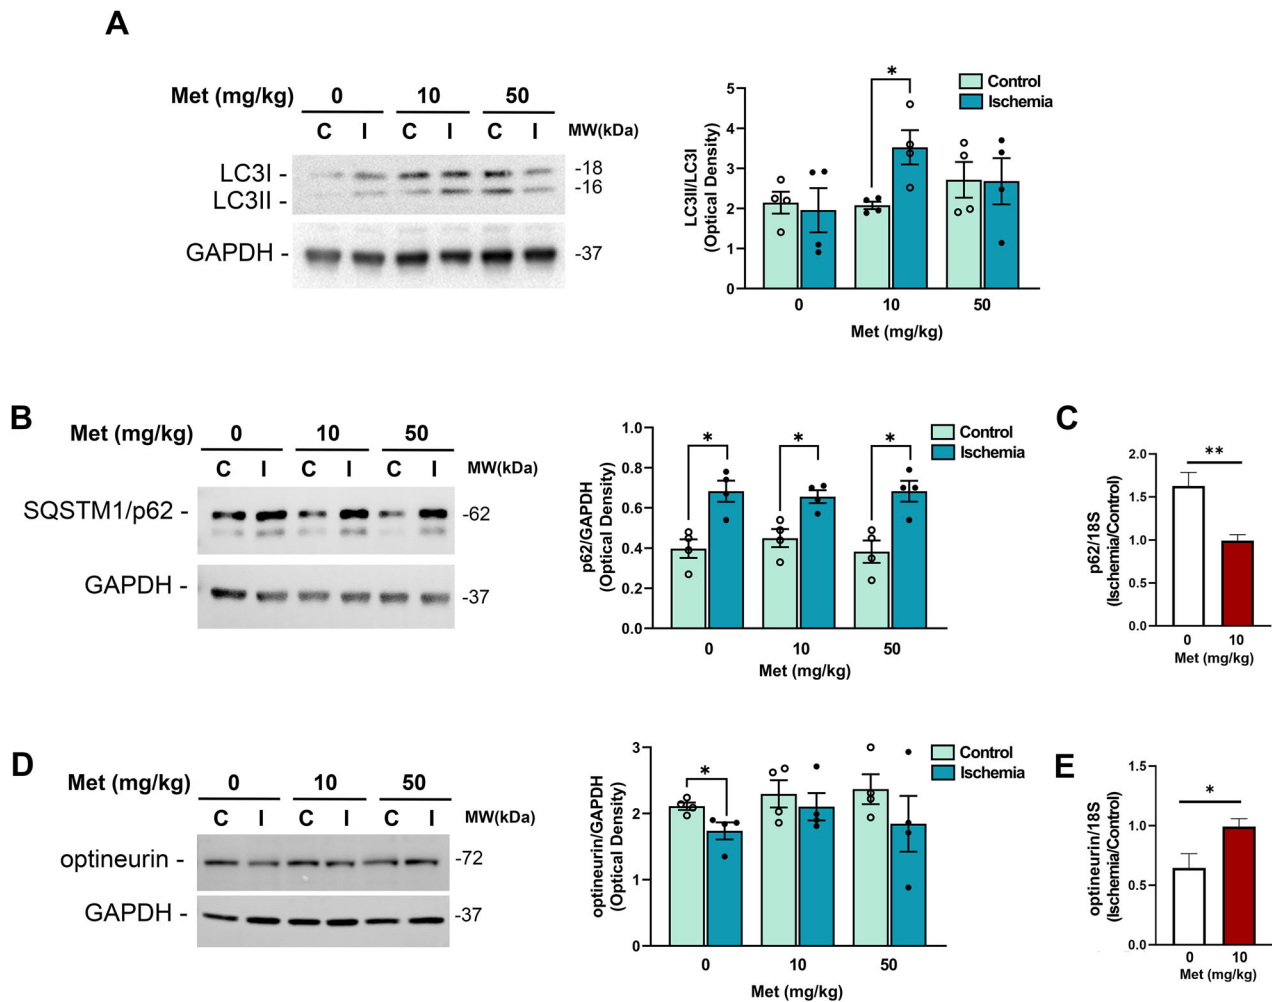 A
Met (mg/kg) 0 10 50
C I C I C I MW(kDa)
LC3I - -18
LC3II - -16
GAPDH - -37
LC3II/LC3I
(Optical Density)
5
4
3
2
1
0
*
Control
Ischemia
0 10 50
Met (mg/kg)
B
Met (mg/kg) 0 10 50
C I C I C I MW(kDa)
SQSTM1/p62 - -62
GAPDH - -37
p62/GAPDH
(Optical Density)
1.0
0.8
0.6
0.4
0.2
0.0
* * *
Control
Ischemia
0 10 50
Met (mg/kg)
C
p62/18S
(Ischemia/Control)
2.0
1.5
1.0
0.5
0.0
**
0 10
Met (mg/kg)
D
Met (mg/kg) 0 10 50
C I C I C I MW(kDa)
optineurin - -72
GAPDH - -37
optineurin/GAPDH
(Optical Density)
3
2
1
0
*
Control
Ischemia
0 10 50
Met (mg/kg)
E
optineurin/18S
(Ischemia/Control)
1.5
1.0
0.5
0.0
*
0 10
Met (mg/kg)